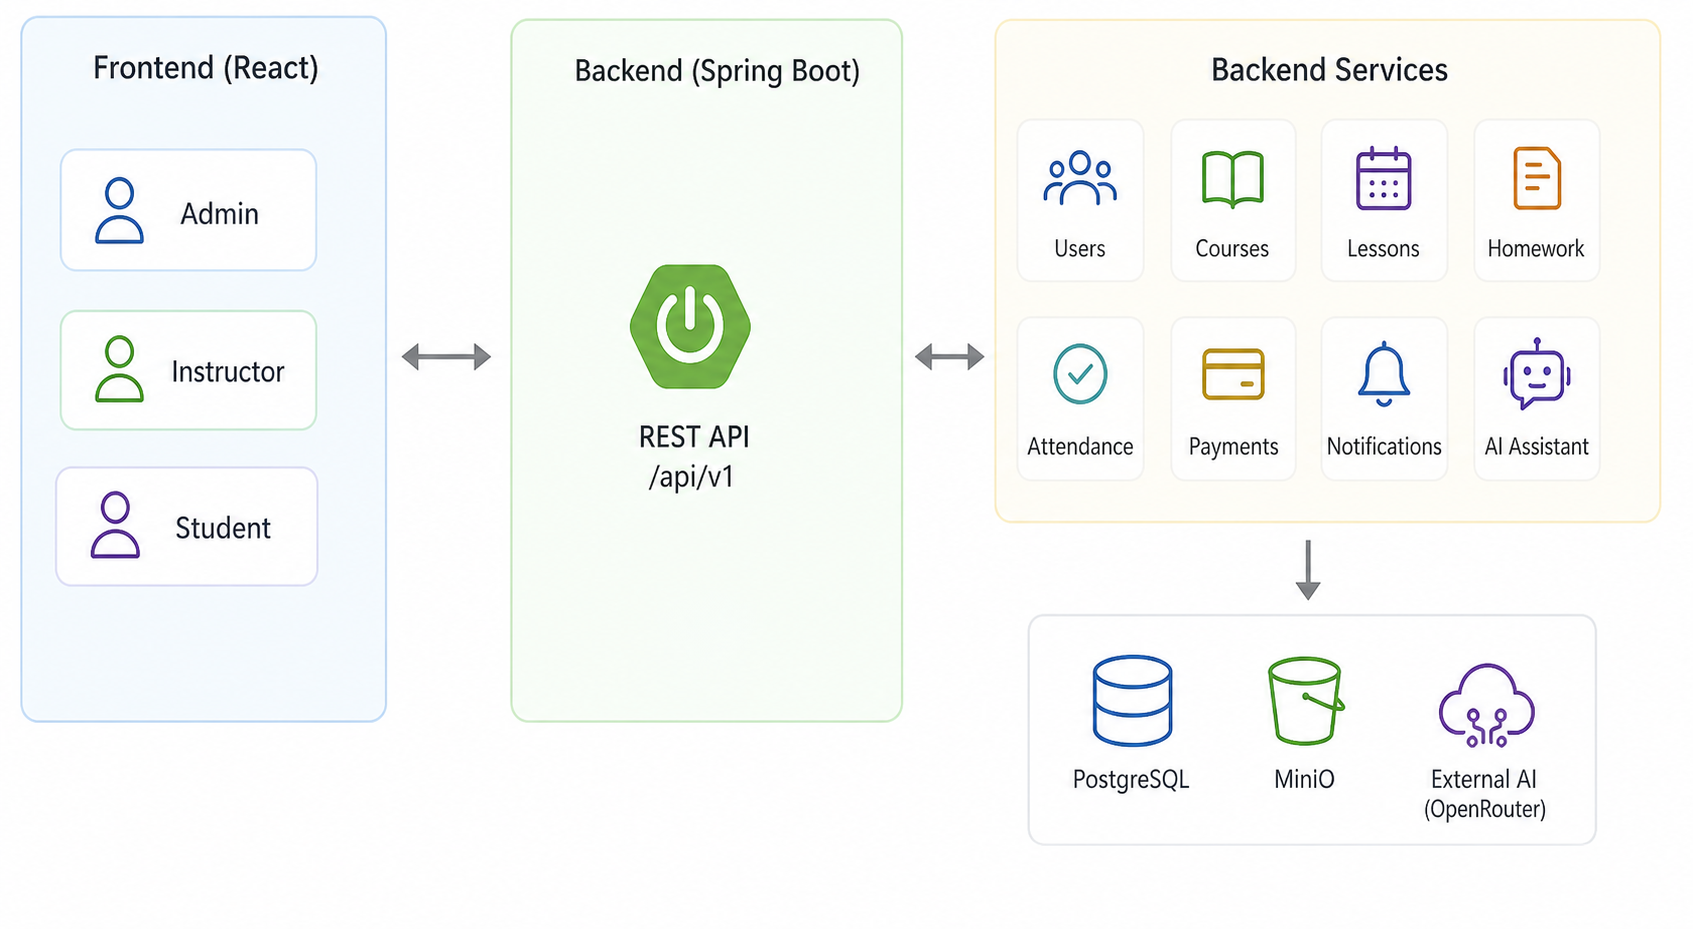 Frontend (React)
Admin
Instructor
Student
Backend (Spring Boot)
REST API
/api/v1
Backend Services
Users
Courses
Lessons
Homework
Attendance
Payments
Notifications
AI Assistant
PostgreSQL
MiniO
External AI
(OpenRouter)